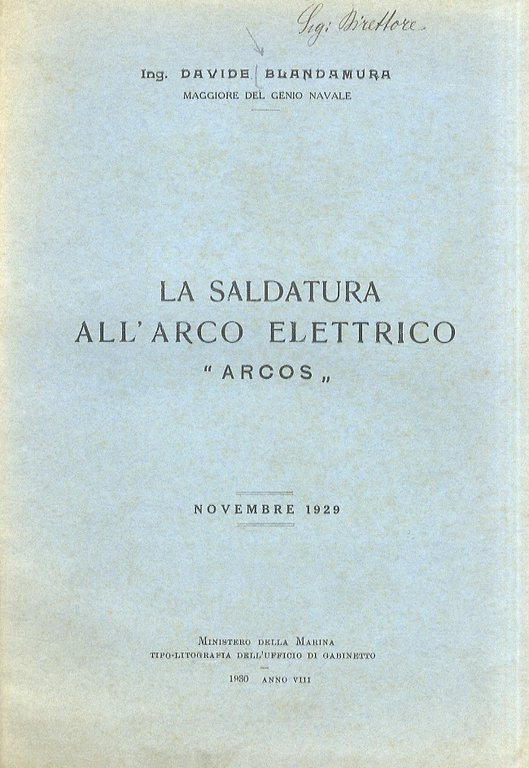 Sig: Direttore
Ing. DAVIDE BLANDAMURA
MAGGIORE DEL GENIO NAVALE
LA SALDATURA
ALL'ARCO ELETTRICO
“ ARCOS „
NOVEMBRE 1929
MINISTERO DELLA MARINA
TIPO-LITOGRAFIA DELL'UFFICIO DI GABINETTO
1930 ANNO VIII